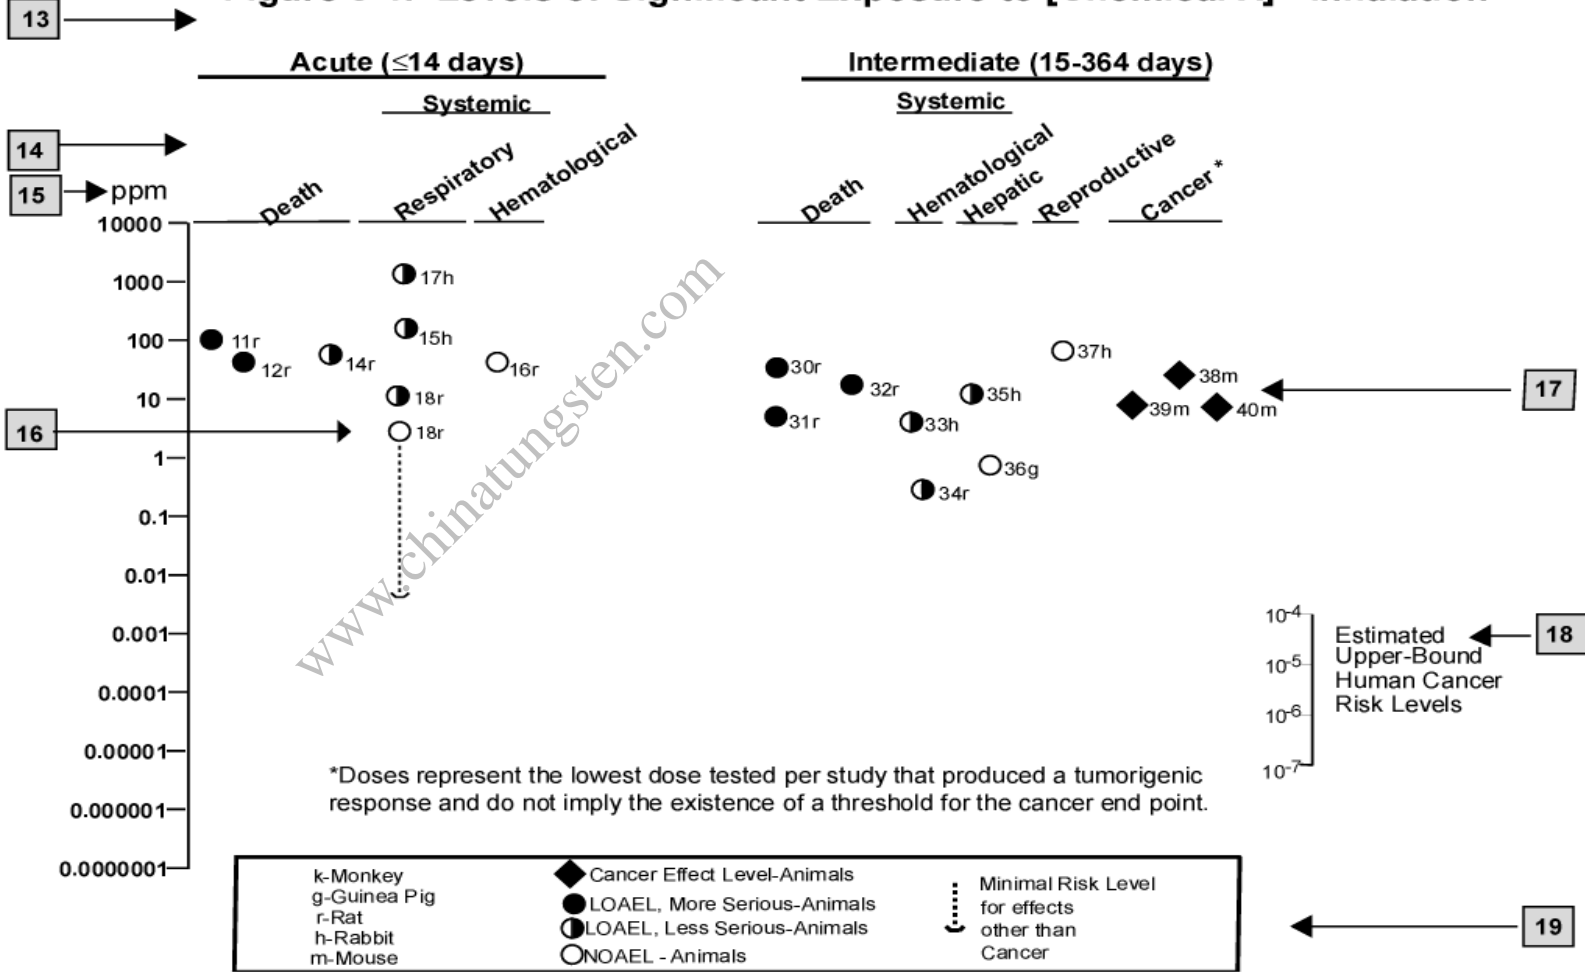 13
Acute (≤14 days)
Intermediate (15-364 days)
Systemic
Systemic
14
15
ppm
Death
Respiratory
Hematological
Death
Hematological
Hepatic
Reproductive
Cancer *
10000
1000
100
10
1
0.1
0.01
0.001
0.0001
0.00001
0.000001
0.0000001
17h
15h
11r
12r
14r
16r
18r
16
18r
30r
31r
32r
33h
34r
35h
36g
37h
38m
39m
40m
17
www.chinatungsten.com
10-4
10-5
10-6
10-7
Estimated
Upper-Bound
Human Cancer
Risk Levels
18
*Doses represent the lowest dose tested per study that produced a tumorigenic
response and do not imply the existence of a threshold for the cancer end point.
k-Monkey
g-Guinea Pig
r-Rat
h-Rabbit
m-Mouse
Cancer Effect Level-Animals
LOAEL, More Serious-Animals
LOAEL, Less Serious-Animals
NOAEL - Animals
Minimal Risk Level
for effects
other than
Cancer
19